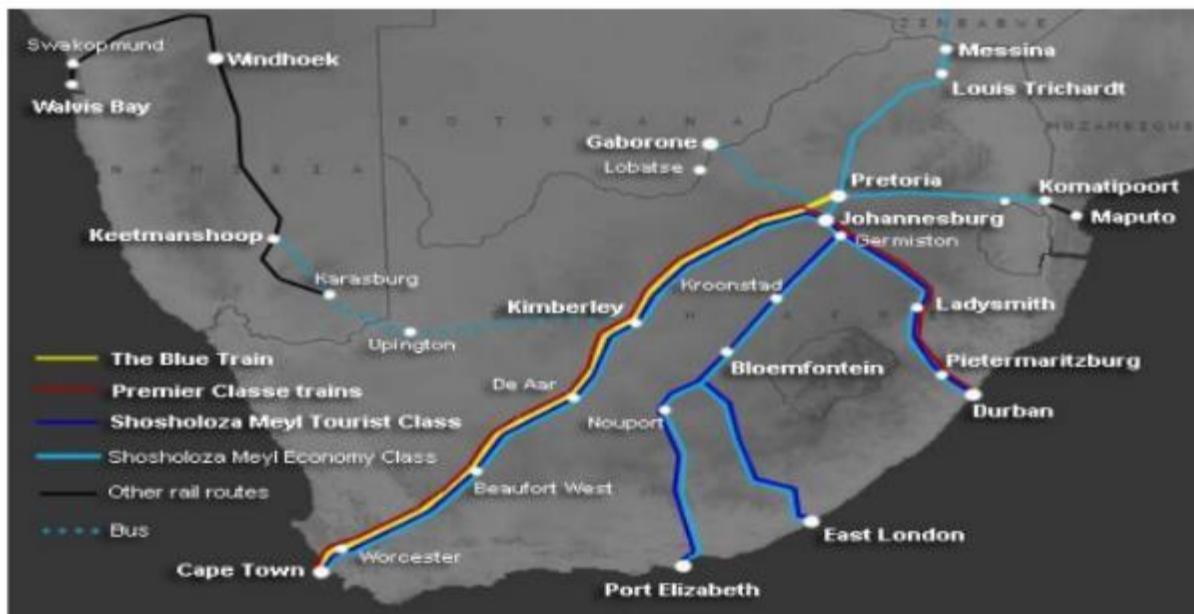 ZIMBABWE
Swakopmund
Windhoek
Messina
Walvis Bay
Louis Trichardt
BOTSWANA
MOZAMBIQUE
Gaborone
Lobatse
NAMIBIA
Pretoria
Komatipoort
Johannesburg
Maputo
Keetmanshoop
Germiston
Karasburg
Kroonstad
Kimberley
Ladysmith
Upington
The Blue Train
Pietermaritzburg
De Aar
Bloemfontein
Premier Classe trains
Durban
Shosholoza Meyl Tourist Class
Nouport
Shosholoza Meyl Economy Class
Beaufort West
Other rail routes
Bus
East London
Worcester
Cape Town
Port Elizabeth